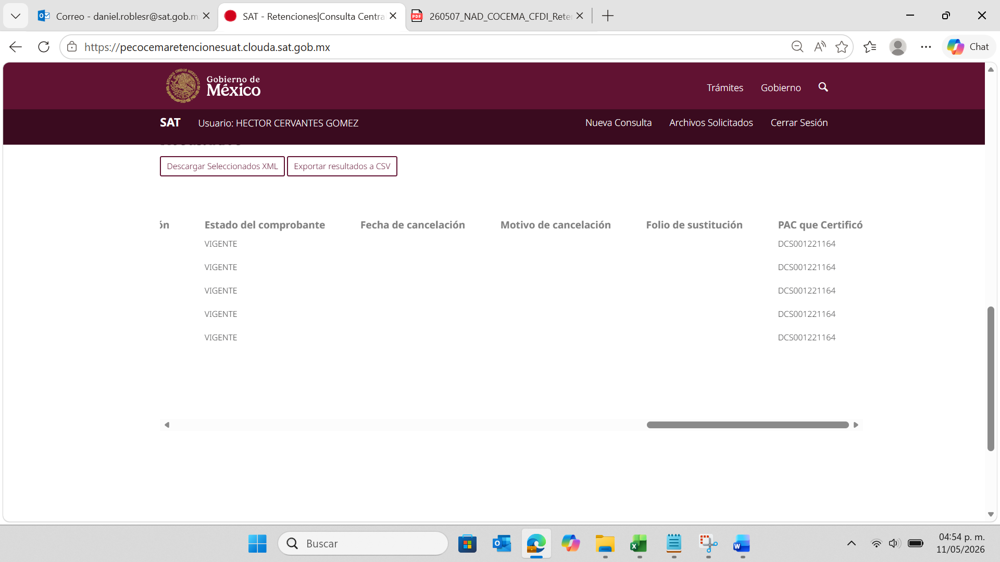 Correo - daniel.roblesr@sat.gob.m
SAT - Retenciones|Consulta Centra
260507_NAD_COCEMA_CFDI_Rete
https://pecocemaretencionesuat.clouda.sat.gob.mx
Chat
Gobierno de
México
Trámites
Gobierno
SAT
Usuario: HECTOR CERVANTES GOMEZ
Nueva Consulta
Archivos Solicitados
Cerrar Sesión
Descargar Seleccionados XML
Exportar resultados a CSV
ón Estado del comprobante Fecha de cancelación Motivo de cancelación Folio de sustitución PAC que Certificó
VIGENTE DCS001221164
VIGENTE DCS001221164
VIGENTE DCS001221164
VIGENTE DCS001221164
VIGENTE DCS001221164
Buscar
04:54 p. m.
11/05/2026